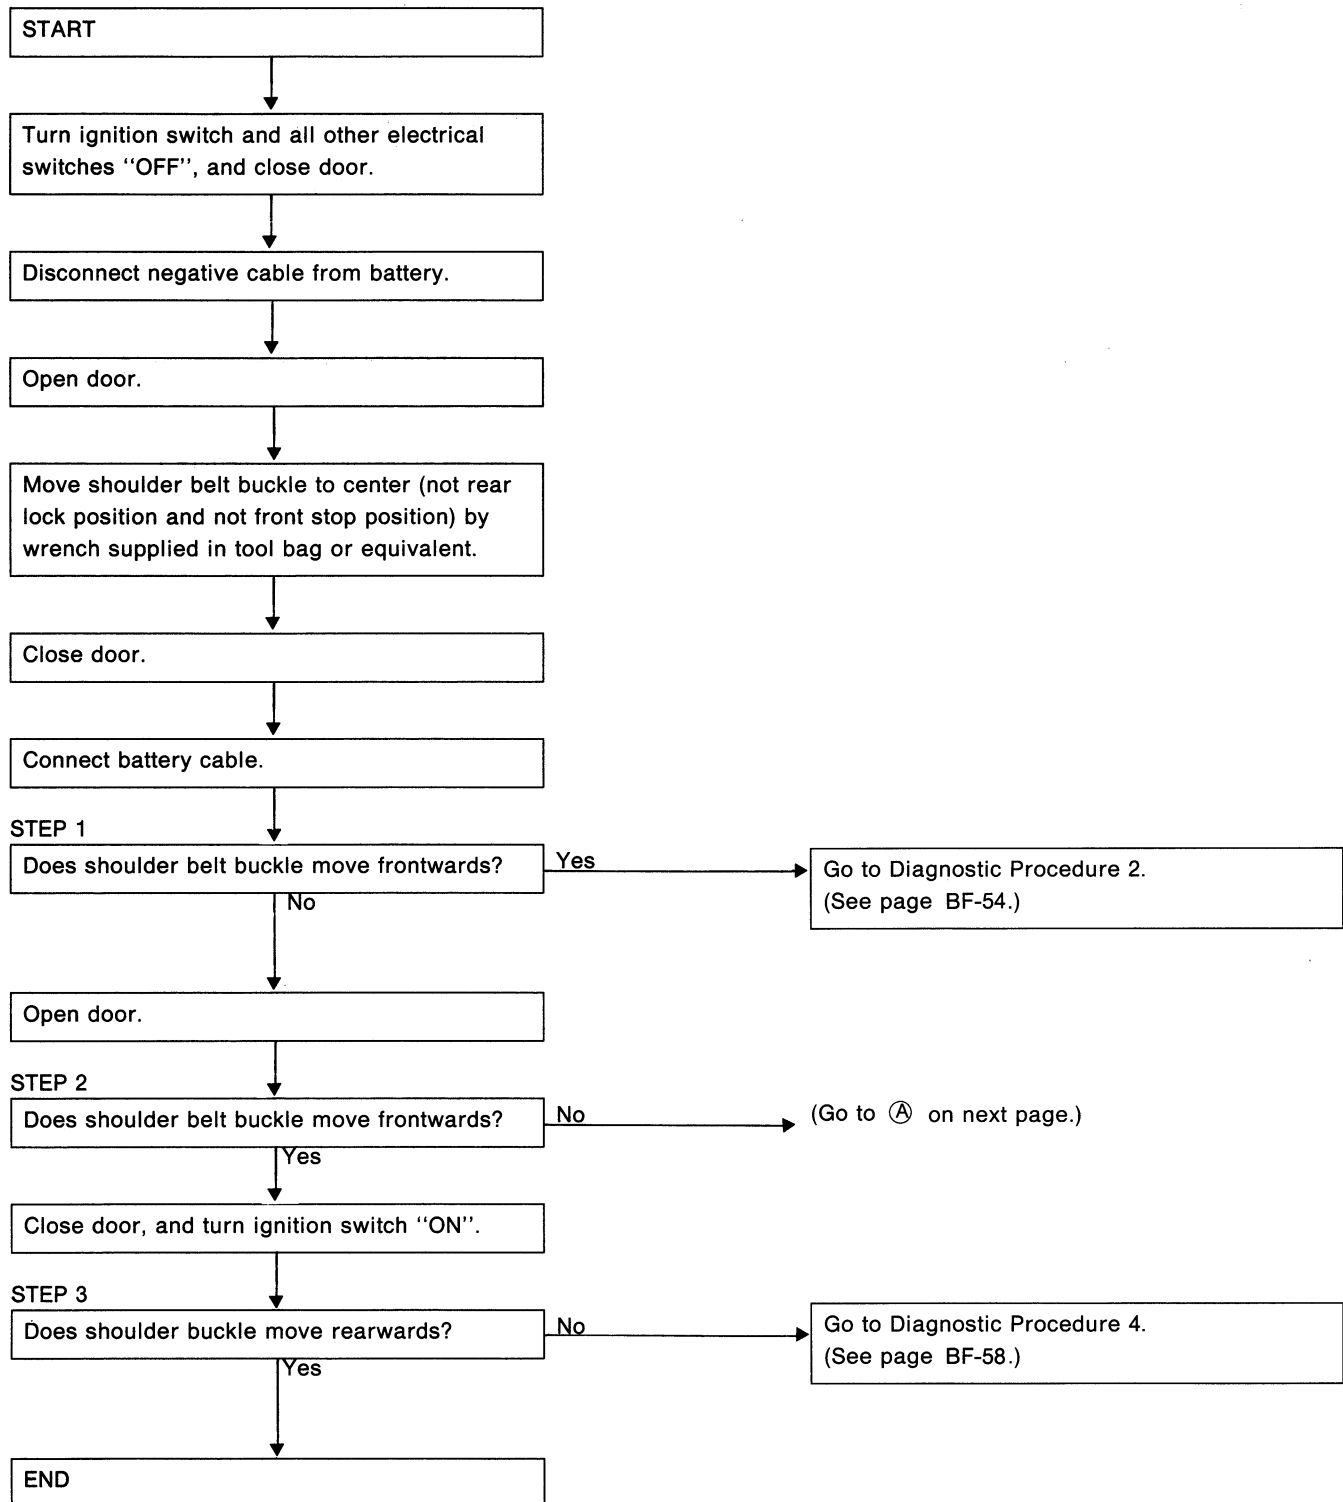 START
Turn ignition switch and all other electrical
switches “OFF”, and close door.
Disconnect negative cable from battery.
Open door.
Move shoulder belt buckle to center (not rear
lock position and not front stop position) by
wrench supplied in tool bag or equivalent.
Close door.
Connect battery cable.
STEP 1
Does shoulder belt buckle move frontwards?
Yes
Go to Diagnostic Procedure 2.
(See page BF-54.)
No
Open door.
STEP 2
Does shoulder belt buckle move frontwards?
No
(Go to Ⓐ on next page.)
Yes
Close door, and turn ignition switch “ON”.
STEP 3
Does shoulder buckle move rearwards?
No
Go to Diagnostic Procedure 4.
(See page BF-58.)
Yes
END